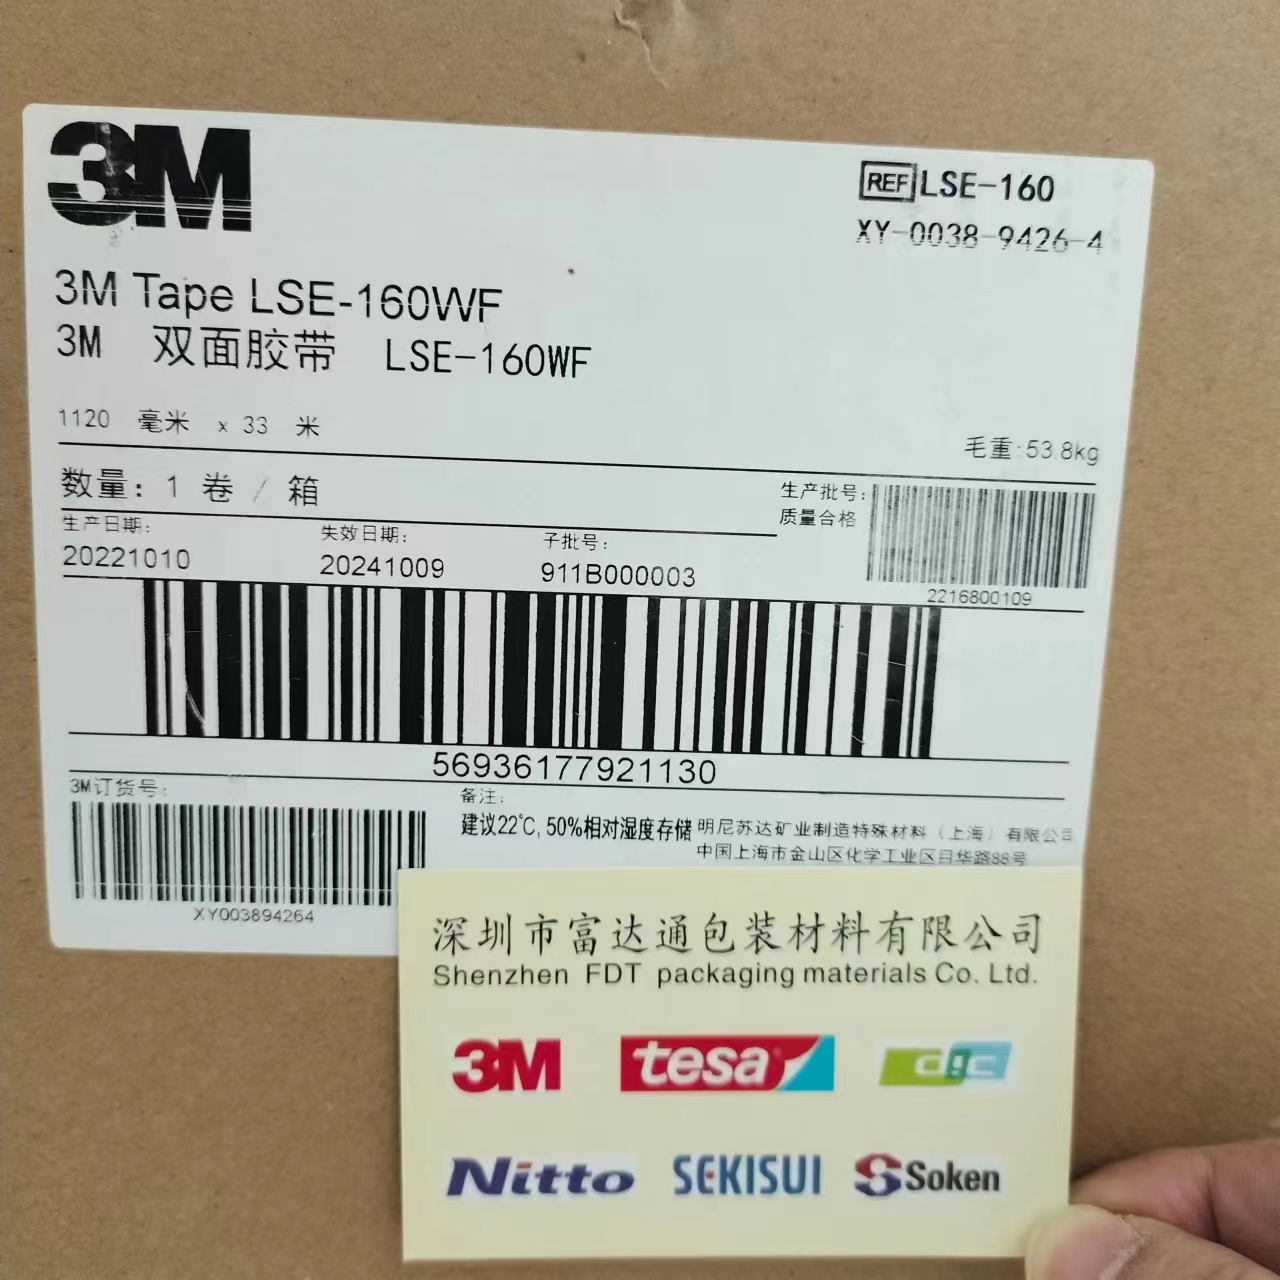 3M
REF LSE-160
XY-0038-9426-4
3M Tape LSE-160WF
3M 双面胶带 LSE-160WF
1120 毫米 x 33 米
毛重:53.8kg
数量: 1 卷 / 箱
生产批号:
质量合格
2216800109
生产日期: 失效日期: 子批号:
20221010 20241009 911B000003
56936177921130
3M订货号:
XY003894264
备注:
建议22℃, 50%相对湿度存储
明尼苏达矿业制造特殊材料（上海）有限公司
中国上海市金山区化学工业区目华路88号
深圳市富达通包装材料有限公司
Shenzhen FDT packaging materials Co. Ltd.
3M tesa dgc
Nitto SEKISUI Soken